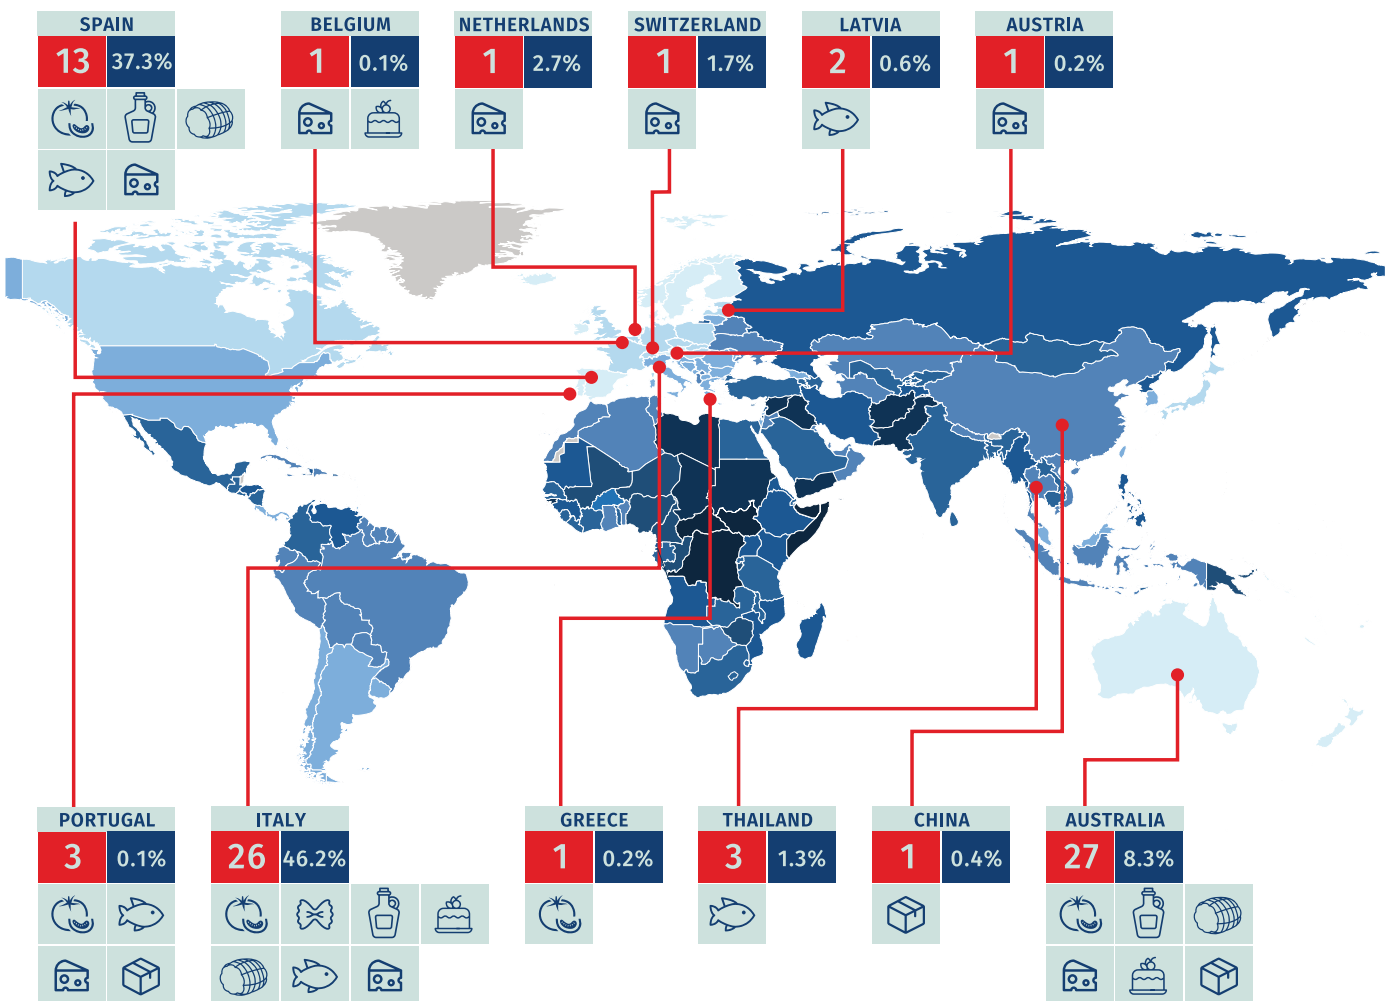 SPAIN
13 37.3%
BELGIUM
1 0.1%
NETHERLANDS
1 2.7%
SWITZERLAND
1 1.7%
LATVIA
2 0.6%
AUSTRIA
1 0.2%
PORTUGAL
3 0.1%
ITALY
26 46.2%
GREECE
1 0.2%
THAILAND
3 1.3%
CHINA
1 0.4%
AUSTRALIA
27 8.3%